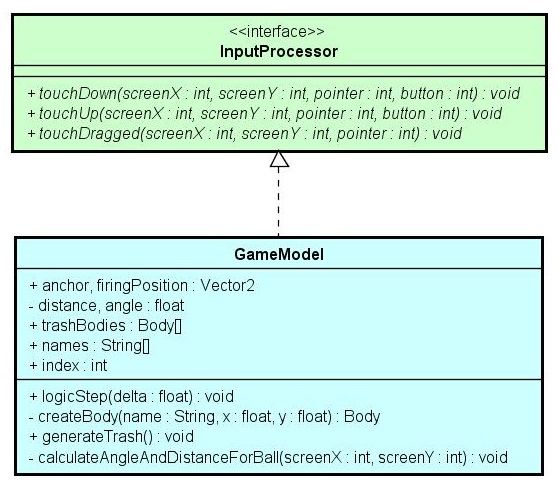 <<interface>>
InputProcessor
+ touchDown(screenX : int, screenY : int, pointer : int, button : int) : void
+ touchUp(screenX : int, screenY : int, pointer : int, button : int) : void
+ touchDragged(screenX : int, screenY : int, pointer : int) : void
GameModel
+ anchor, firingPosition : Vector2
- distance, angle : float
+ trashBodies : Body[]
+ names : String[]
+ index : int
+ logicStep(delta : float) : void
- createBody(name : String, x : float, y : float) : Body
+ generateTrash() : void
- calculateAngleAndDistanceForBall(screenX : int, screenY : int) : void